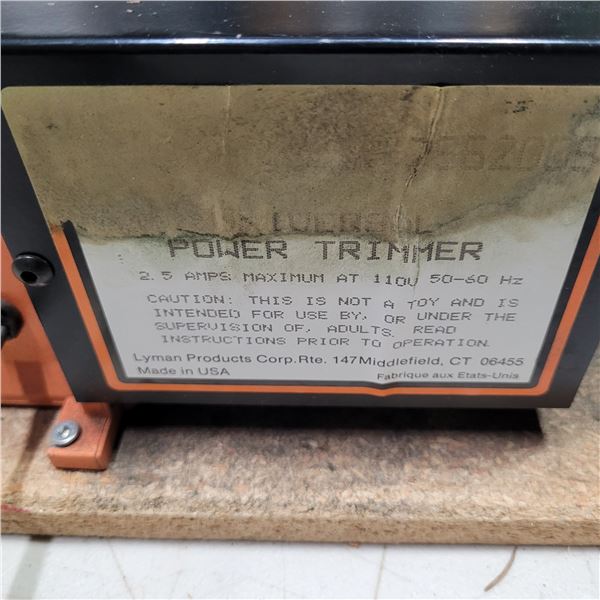 UNIVERSAL
POWER TRIMMER
2.5 AMPS MAXIMUM AT 110V 50-60 Hz
CAUTION: THIS IS NOT A TOY AND IS
INTENDED FOR USE BY, OR UNDER THE
SUPERVISION OF, ADULTS. READ
INSTRUCTIONS PRIOR TO OPERATION.
Lyman Products Corp. Rte. 147 Middlefield, CT 06455
Made in USA
Fabrique aux Etats-Unis